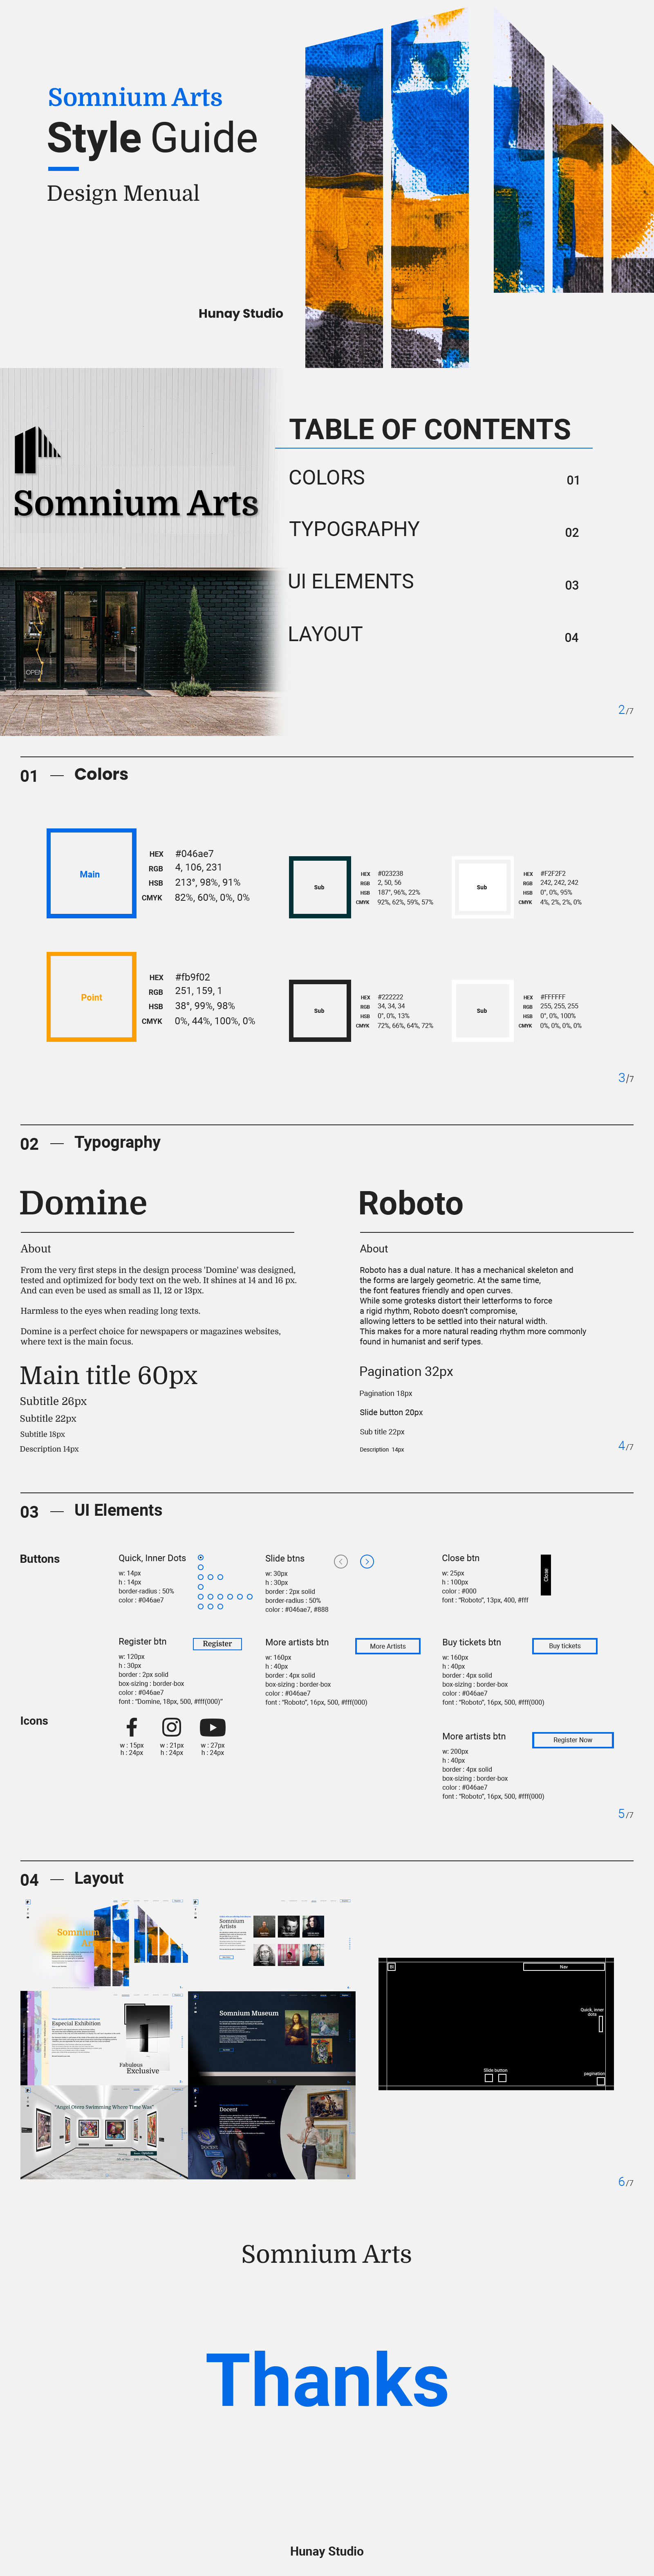 Somnium Arts
Style Guide
Design Menual
Hunay Studio
Somnium Arts
OPEN
TABLE OF CONTENTS
COLORS 01
TYPOGRAPHY 02
UI ELEMENTS 03
LAYOUT 04
2/7
01 — Colors
Main
HEX #046ae7
RGB 4, 106, 231
HSB 213°, 98%, 91%
CMYK 82%, 60%, 0%, 0%
Sub
HEX #023238
RGB 2, 50, 56
HSB 187°, 96%, 22%
CMYK 92%, 62%, 59%, 57%
Sub
HEX #F2F2F2
RGB 242, 242, 242
HSB 0°, 0%, 95%
CMYK 4%, 2%, 2%, 0%
Point
HEX #fb9f02
RGB 251, 159, 1
HSB 38°, 99%, 98%
CMYK 0%, 44%, 100%, 0%
Sub
HEX #222222
RGB 34, 34, 34
HSB 0°, 0%, 13%
CMYK 72%, 66%, 64%, 72%
Sub
HEX #FFFFFF
RGB 255, 255, 255
HSB 0°, 0%, 100%
CMYK 0%, 0%, 0%, 0%
3/7
02 — Typography
Domine
About
From the very first steps in the design process 'Domine' was designed,
tested and optimized for body text on the web. It shines at 14 and 16 px.
And can even be used as small as 11, 12 or 13px.
Harmless to the eyes when reading long texts.
Domine is a perfect choice for newspapers or magazines websites,
where text is the main focus.
Main title 60px
Subtitle 26px
Subtitle 22px
Subtitle 18px
Description 14px
Roboto
About
Roboto has a dual nature. It has a mechanical skeleton and
the forms are largely geometric. At the same time,
the font features friendly and open curves.
While some grotesks distort their letterforms to force
a rigid rhythm, Roboto doesn't compromise,
allowing letters to be settled into their natural width.
This makes for a more natural reading rhythm more commonly
found in humanist and serif types.
Pagination 32px
Pagination 18px
Slide button 20px
Sub title 22px
Description 14px
4/7
03 — UI Elements
Buttons
Quick, Inner Dots
w: 14px
h : 14px
border-radius : 50%
color : #046ae7
Slide btns
w : 30px
h : 30px
border : 2px solid
border-radius : 50%
color : #046ae7, #888
Close btn
w : 25px
h : 100px
color : #000
font : "Roboto", 13px, 400, #fff
Close
Register btn
Register
w: 120px
h : 30px
border : 2px solid
box-sizing : border-box
color : #046ae7
font : "Domine, 18px, 500, #fff(000)"
More artists btn
More Artists
w : 160px
h : 40px
border : 4px solid
box-sizing : border-box
color : #046ae7
font : "Roboto", 16px, 500, #fff(000)
Buy tickets btn
Buy tickets
w : 160px
h : 40px
border : 4px solid
box-sizing : border-box
color : #046ae7
font : "Roboto", 16px, 500, #fff(000)
Icons
w : 15px
h : 24px
w : 21px
h : 24px
w : 27px
h : 24px
More artists btn
Register Now
w : 200px
h : 40px
border : 4px solid
box-sizing : border-box
color : #046ae7
font : "Roboto", 16px, 500, #fff(000)
5/7
04 — Layout
Somnium
Somnium
Artists
Especial Exhibition
Fabulous
Exclusive
Somnium Museum
"Angel Otero Swimming Where Time Was"
Docent
Nav
Quick, inner
dots
Slide button
pagination
6/7
Somnium Arts
Thanks
Hunay Studio